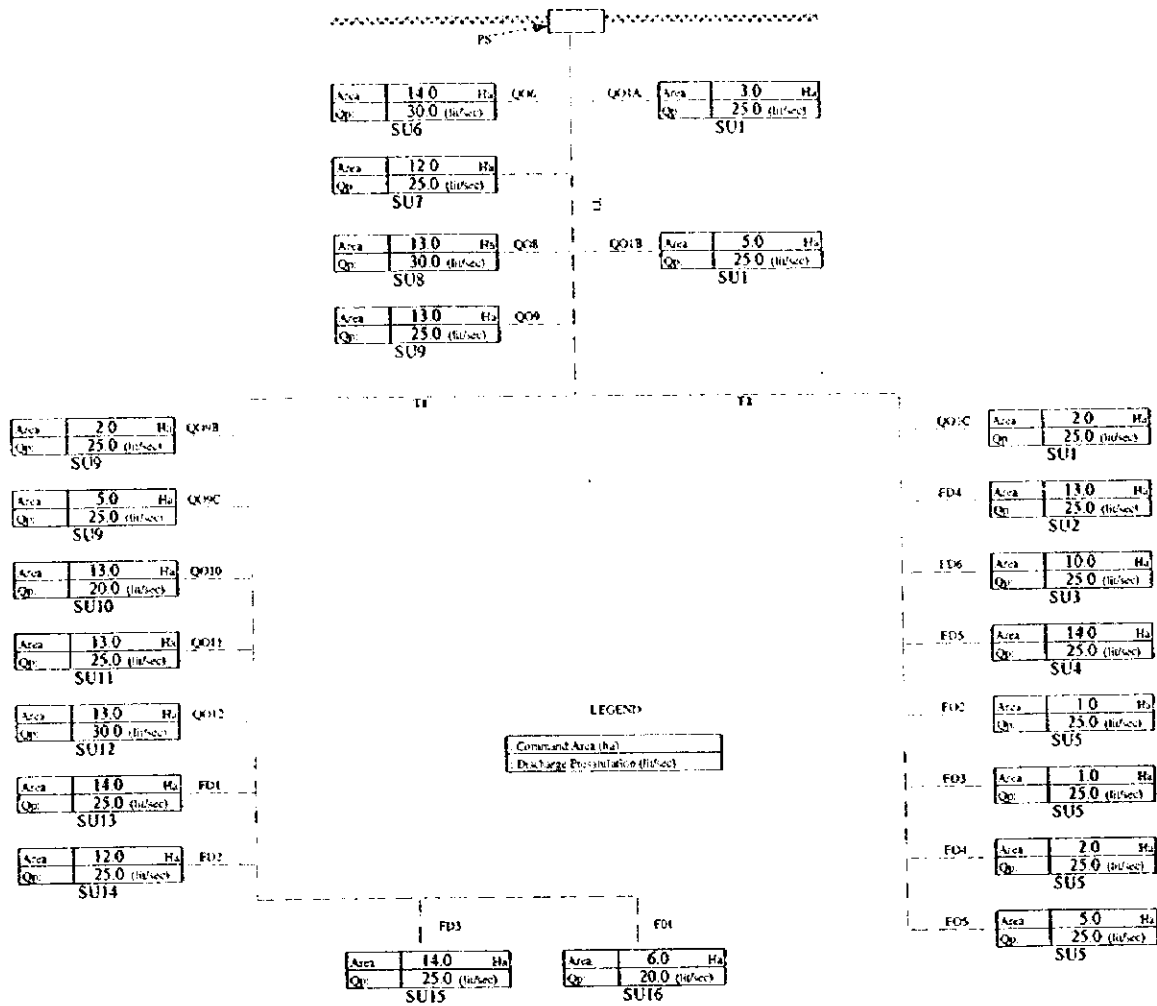 PS
Area 14.0 Ha QO6
Qp: 30.0 (lit/sec)
SU6
QO1A Area 3.0 Ha
Qp: 25.0 (lit/sec)
SU1
Area 12.0 Ha
Qp 25.0 (lit/sec)
SU7
T1
Area 13.0 Ha QO8
Qp: 30.0 (lit/sec)
SU8
QO1B Area 5.0 Ha
Qp: 25.0 (lit/sec)
SU1
Area 13.0 Ha QO9
Qp: 25.0 (lit/sec)
SU9
Area 2.0 Ha QO9B
Qp: 25.0 (lit/sec)
SU9
Area 5.0 Ha QO9C
Qp: 25.0 (lit/sec)
SU9
Area 13.0 Ha QO10
Qp: 20.0 (lit/sec)
SU10
Area 13.0 Ha QO11
Qp: 25.0 (lit/sec)
SU11
Area 13.0 Ha QO12
Qp: 30.0 (lit/sec)
SU12
Area 14.0 Ha FD1
Qp: 25.0 (lit/sec)
SU13
Area 12.0 Ha FD2
Qp: 25.0 (lit/sec)
SU14
QO1C Area 2.0 Ha
Qp 25.0 (lit/sec)
SU1
FD4 Area 13.0 Ha
Qp: 25.0 (lit/sec)
SU2
FD6 Area 10.0 Ha
Qp: 25.0 (lit/sec)
SU3
FD5 Area 14.0 Ha
Qp: 25.0 (lit/sec)
SU4
FO2 Area 1.0 Ha
Qp: 25.0 (lit/sec)
SU5
FO3 Area 1.0 Ha
Qp: 25.0 (lit/sec)
SU5
FO4 Area 2.0 Ha
Qp: 25.0 (lit/sec)
SU5
FO5 Area 5.0 Ha
Qp: 25.0 (lit/sec)
SU5
LEGEND
: Command Area (ha)
: Discharge (lit/sec)
FD3
Area 14.0 Ha
Qp: 25.0 (lit/sec)
SU15
Area 6.0 Ha
Qp: 20.0 (lit/sec)
SU16